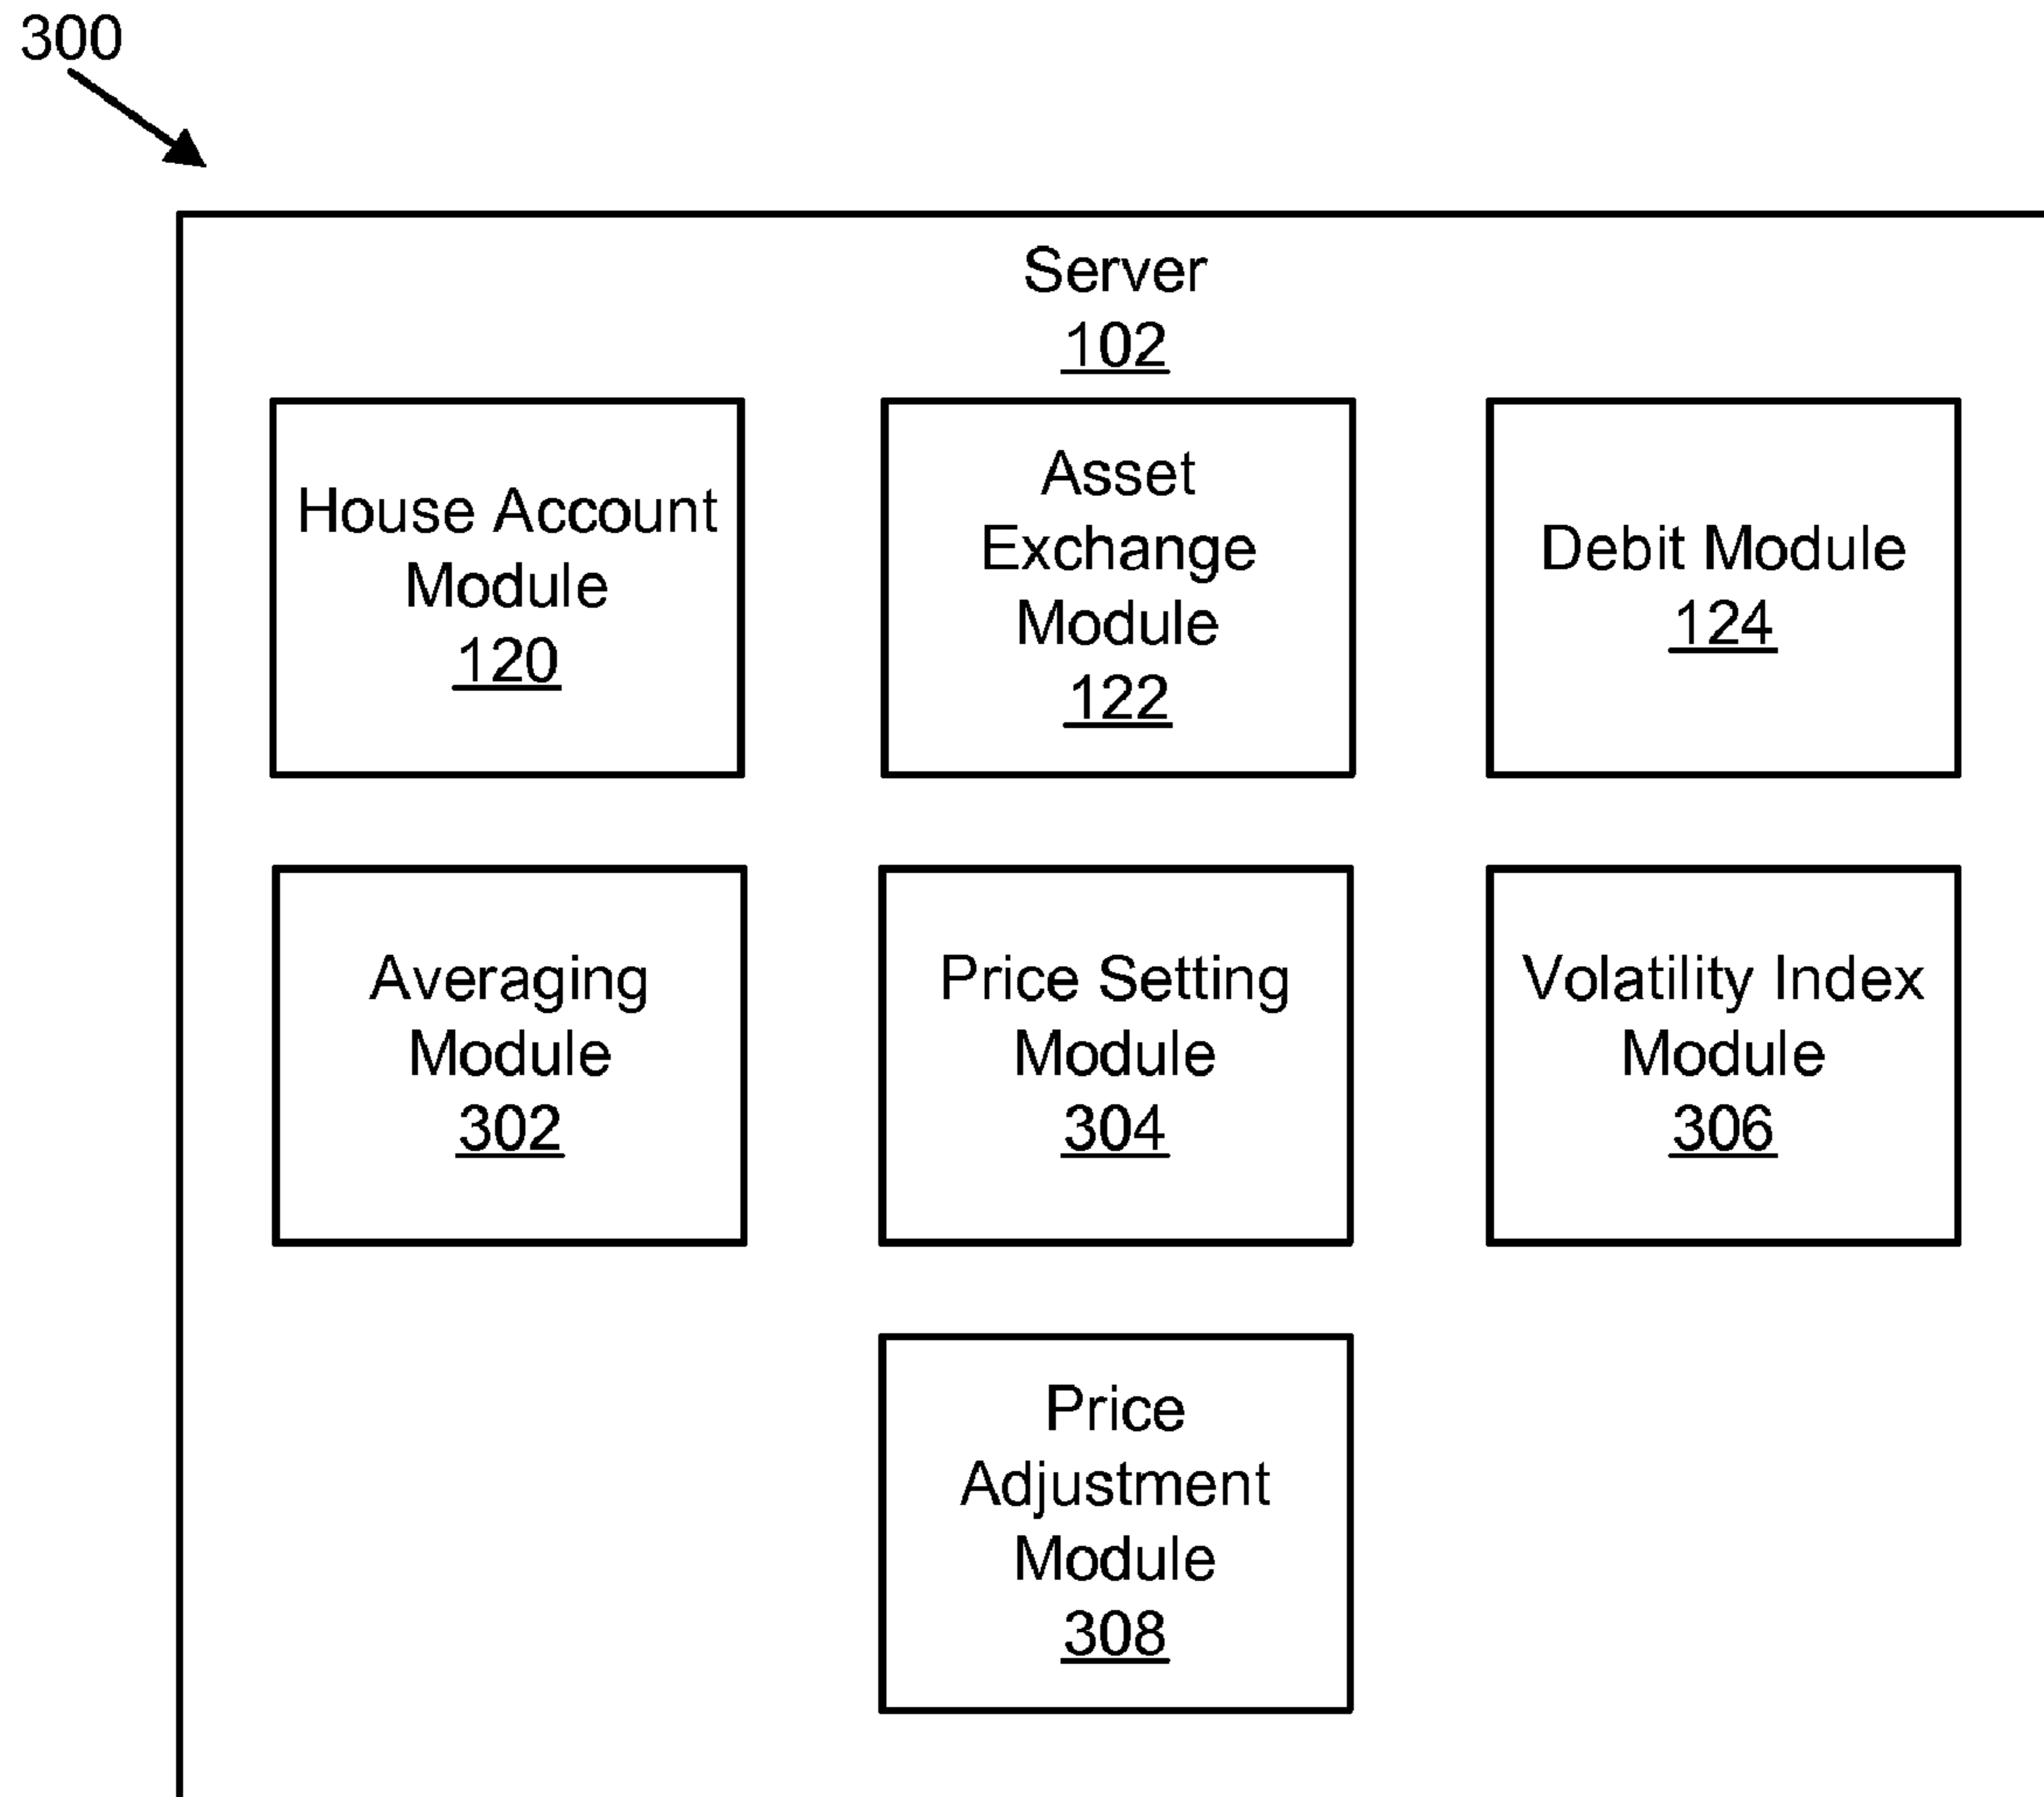 300
Server
102
House Account
Module
120
Asset
Exchange
Module
122
Debit Module
124
Averaging
Module
302
Price Setting
Module
304
Volatility Index
Module
306
Price
Adjustment
Module
308